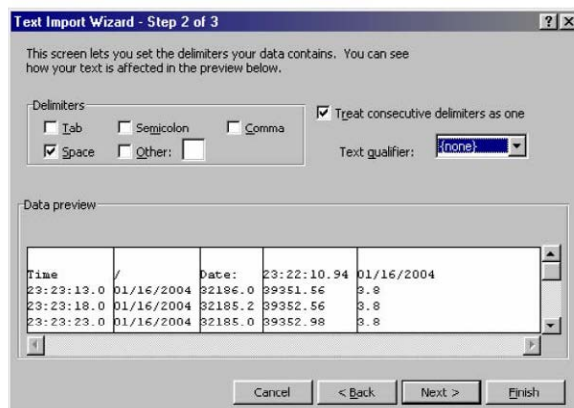 Text Import Wizard - Step 2 of 3
This screen lets you set the delimiters your data contains. You can see
how your text is affected in the preview below.
Delimiters
Tab Semicolon Comma
Space Other:
Treat consecutive delimiters as one
Text qualifier: {none}
Data preview
Time / Date: 23:22:10.94 01/16/2004
23:23:13.0 01/16/2004 32186.0 39351.56 3.8
23:23:18.0 01/16/2004 32185.2 39352.56 3.8
23:23:23.0 01/16/2004 32185.0 39352.98 3.8
Cancel < Back Next > Finish